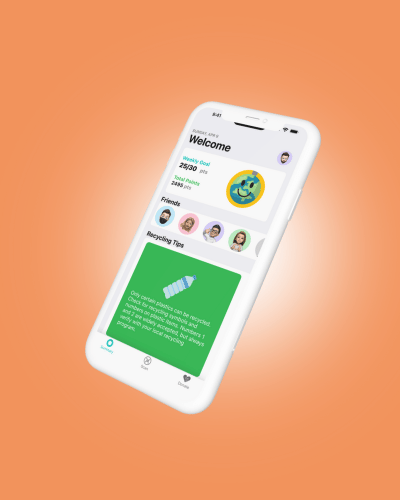 9:41
SUNDAY, APR 5
Welcome
Weekly Goal
25/30 pts
Total Points
2495 pts
Friends
Recycling Tips
Only certain plastics can be recycled.
Check for recycling symbols and
numbers on plastic items. Numbers 1
and 2 are widely accepted, but always
verify with your local recycling
program.
Summary
Scan
Donate